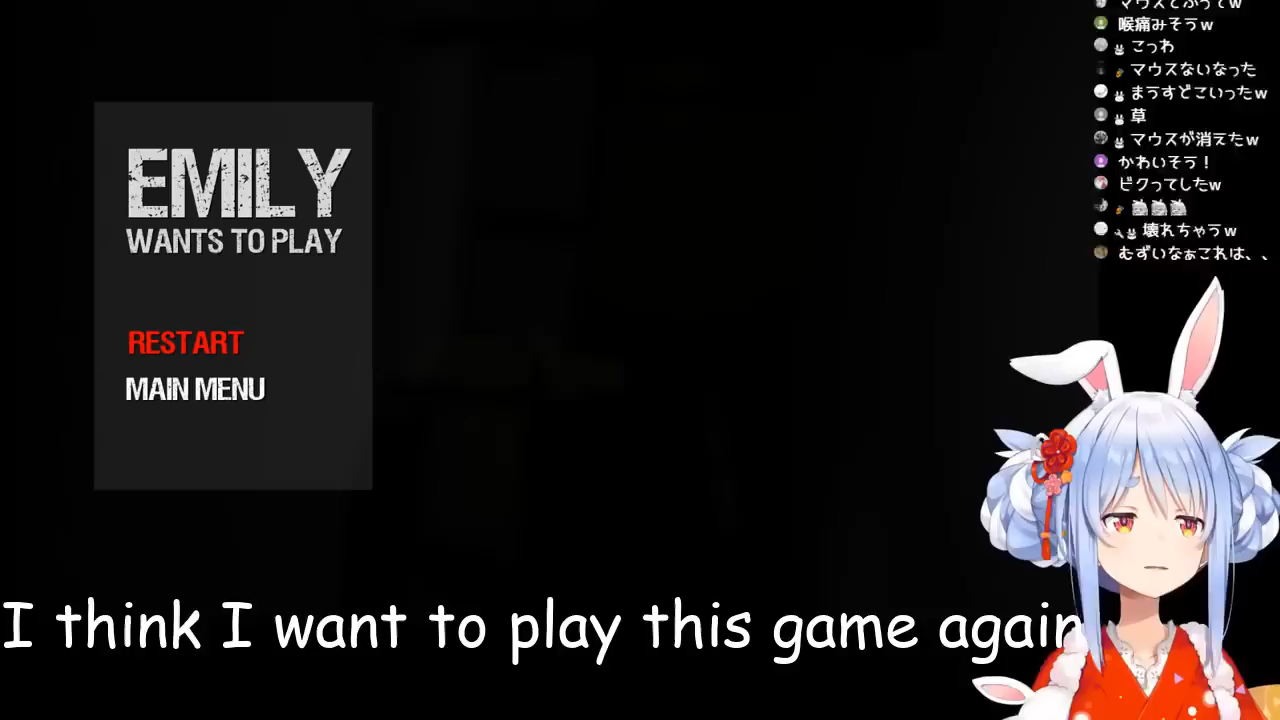 EMILY
WANTS TO PLAY
RESTART
MAIN MENU
喉痛みそうw
こっわ
マウスないなった
まうすどこいったw
草
マウスが消えたw
かわいそう！
ビクってしたw
壊れちゃうw
むずいなぁこれは、、
I think I want to play this game again